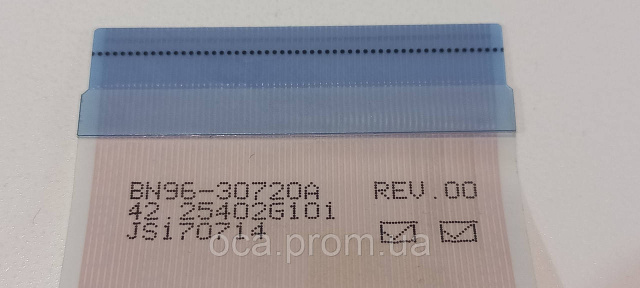 BN96-30720A REV.00
42.25402G101
JS170714
oca.prom.ua